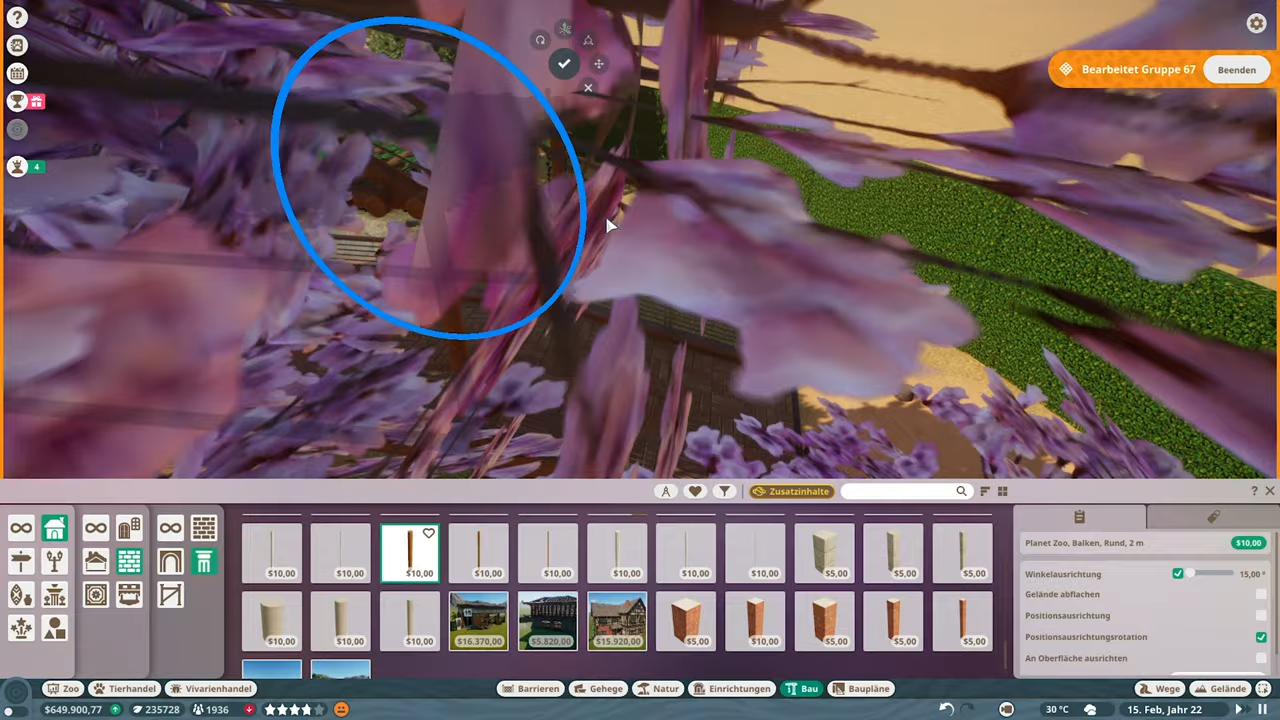 ?
Bearbeitet Gruppe 67
Beenden
4
Zusatzinhalte
? ✕
$10,00 $10,00 $10,00 $10,00 $10,00 $10,00 $10,00 $10,00 $5,00 $5,00 $5,00
$10,00 $10,00 $10,00 $16.370,00 $5.820,00 $15.920,00 $5,00 $10,00 $5,00 $5,00 $5,00
Planet Zoo, Balken, Rund, 2 m $10,00
Winkelausrichtung 15,00°
Gelände abflachen
Positionsausrichtung
Positionsausrichtungsrotation
An Oberfläche ausrichten
Zoo Tierhandel Vivarienhandel Barrieren Gehege Natur Einrichtungen Bau Baupläne Wege Gelände
$649.900,77 235728 1936 30 °C 15. Feb, Jahr 22